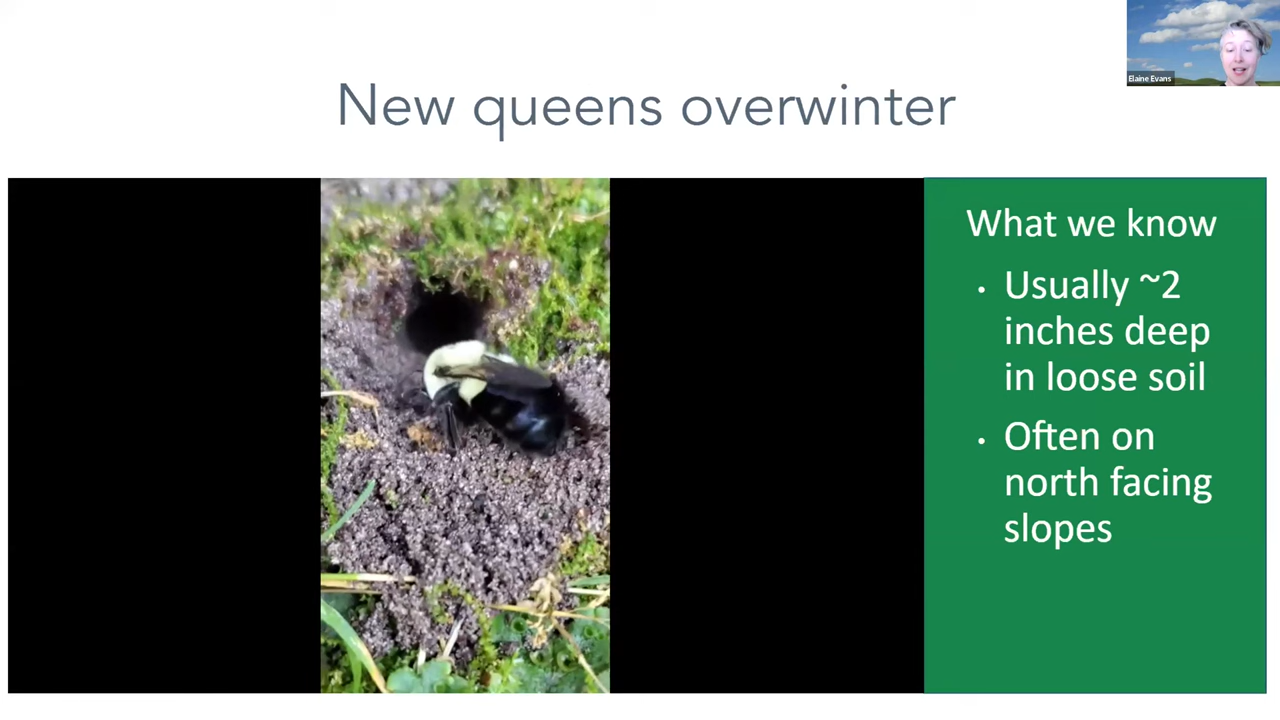 Elaine Evans
New queens overwinter
What we know
• Usually ~2
inches deep
in loose soil
• Often on
north facing
slopes